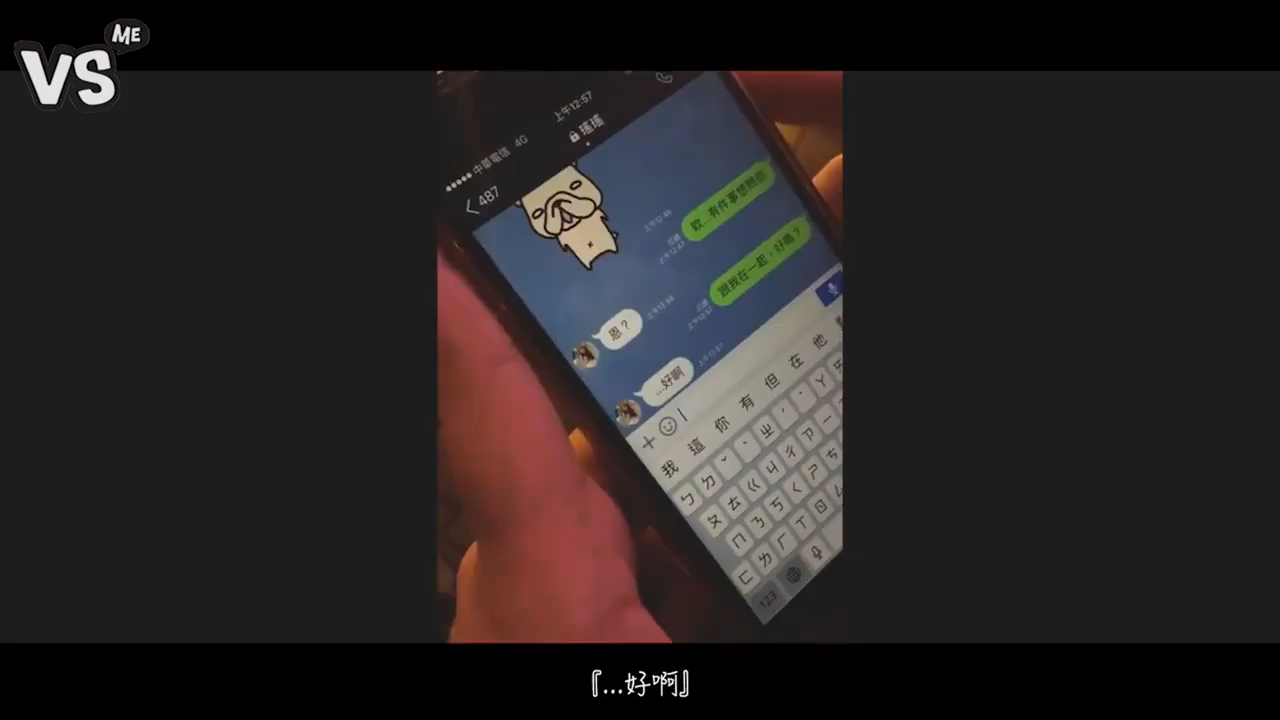 VS ME
中華電信 4G 上午12:57
487
瑤瑤
欸...有件事想問你
跟我在一起,好嗎?
恩?
...好啊
我 這 你 有 但 在 他
ㄅ ㄉ ˇ ˋ ㄓ ˊ ˙ ㄚ ㄞ
ㄆ ㄊ ㄍ ㄐ ㄔ ㄗ ㄧ
ㄇ ㄋ ㄎ ㄑ ㄕ ㄘ
ㄈ ㄌ ㄏ ㄒ ㄖ ㄙ
123
『...好啊』